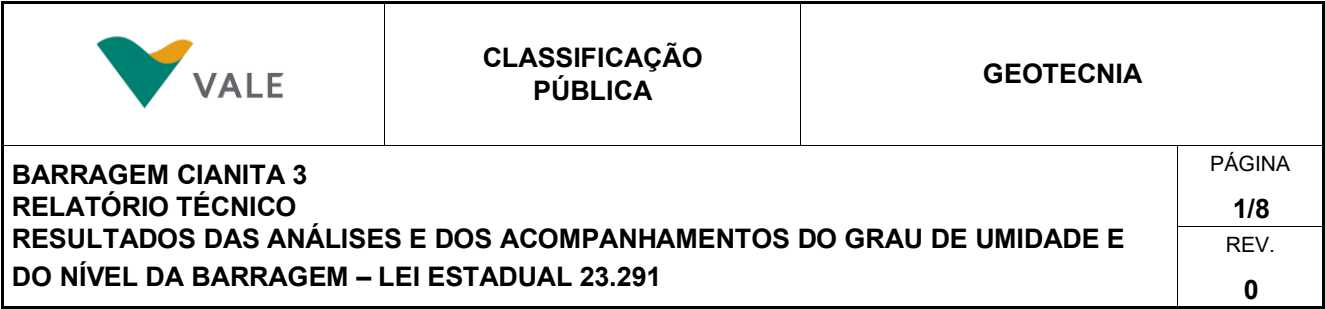 VALE
CLASSIFICAÇÃO
PÚBLICA
GEOTECNIA
BARRAGEM CIANITA 3
RELATÓRIO TÉCNICO
RESULTADOS DAS ANÁLISES E DOS ACOMPANHAMENTOS DO GRAU DE UMIDADE E
DO NÍVEL DA BARRAGEM – LEI ESTADUAL 23.291
PÁGINA
1/8
REV.
0